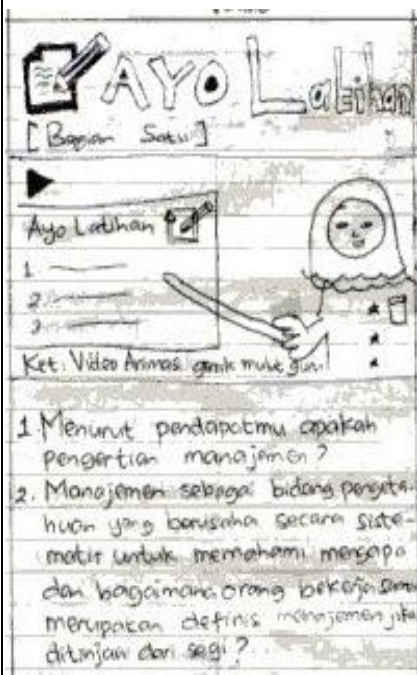 AYO Latihan
[Bagian Satu]
Ayo Latihan
1
2
3
Ket: Video Animasi gerak mulut guru
1. Menurut pendapatmu apakah
pengertian manajemen?
2. Manajemen sebagai bidang pengeta-
huan yang berusaha secara siste-
matis untuk memahami mengapa
dan bagaimana orang bekerja sama
merupakan definisi manajemen jika
ditinjau dari segi?